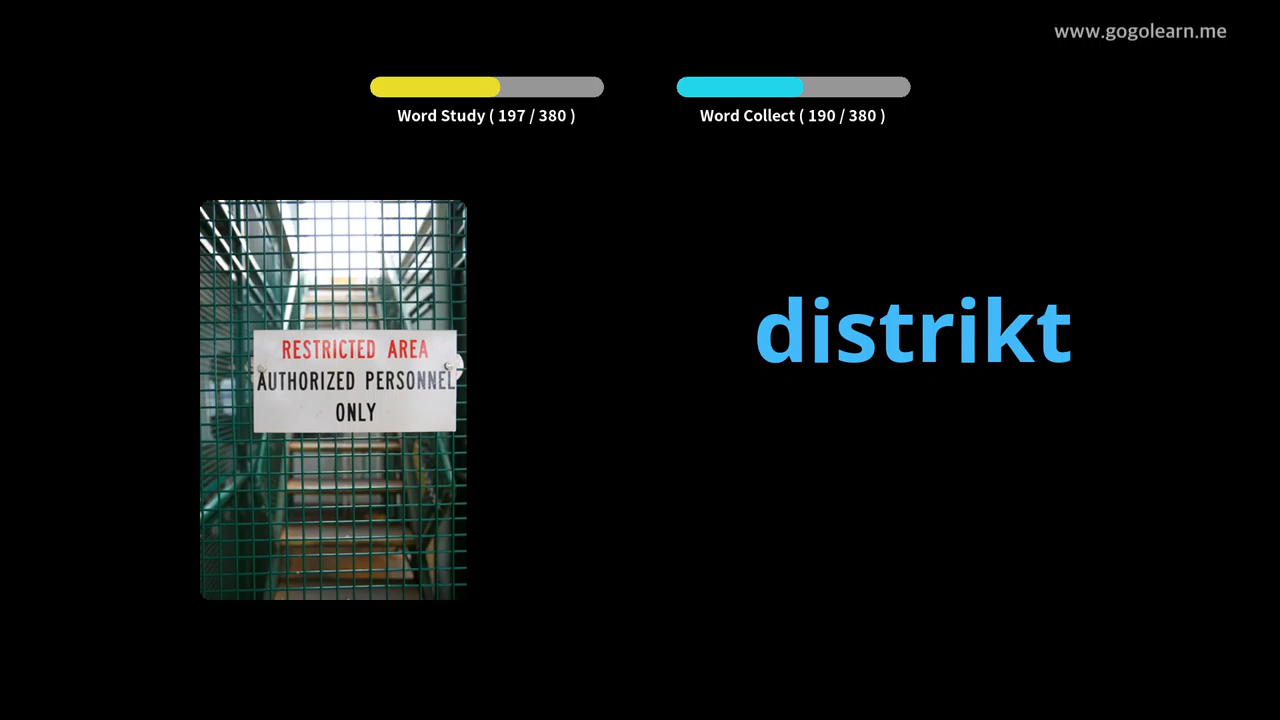 www.gogolearn.me
Word Study ( 197 / 380 )
Word Collect ( 190 / 380 )
RESTRICTED AREA
AUTHORIZED PERSONNEL
ONLY
distrikt